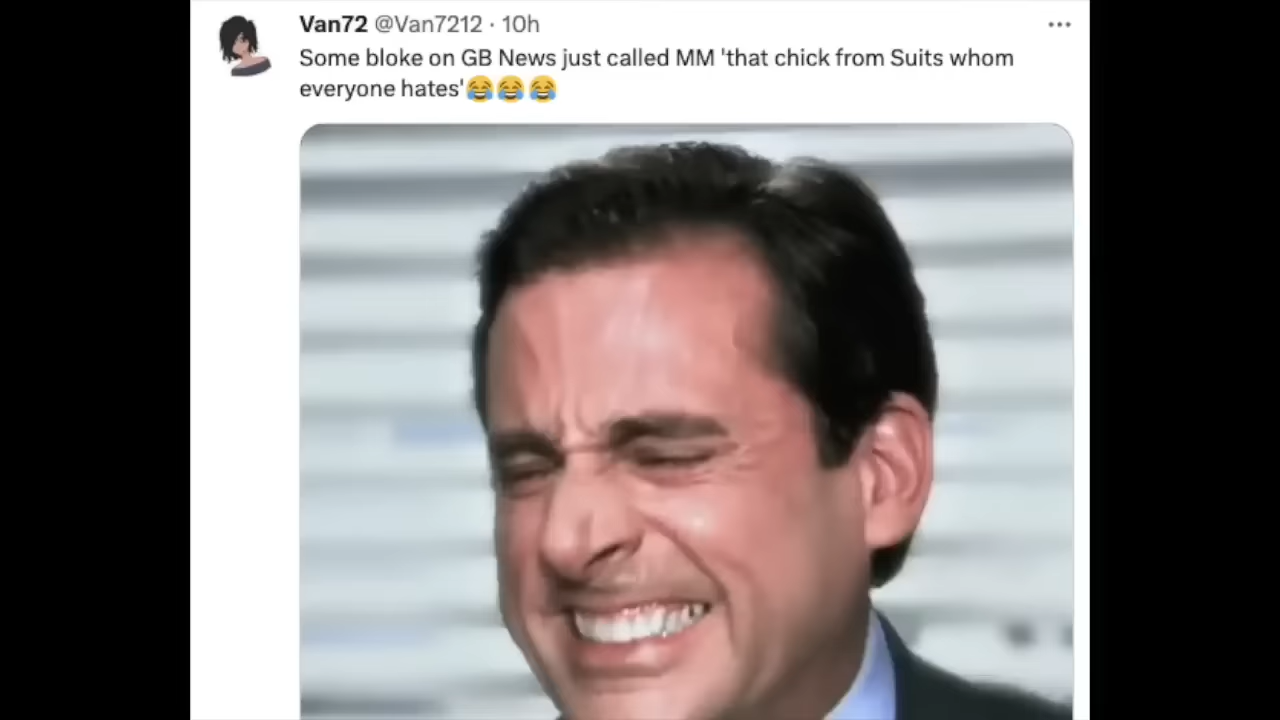 Van72 @Van7212 · 10h
Some bloke on GB News just called MM 'that chick from Suits whom
everyone hates'😂😂😂